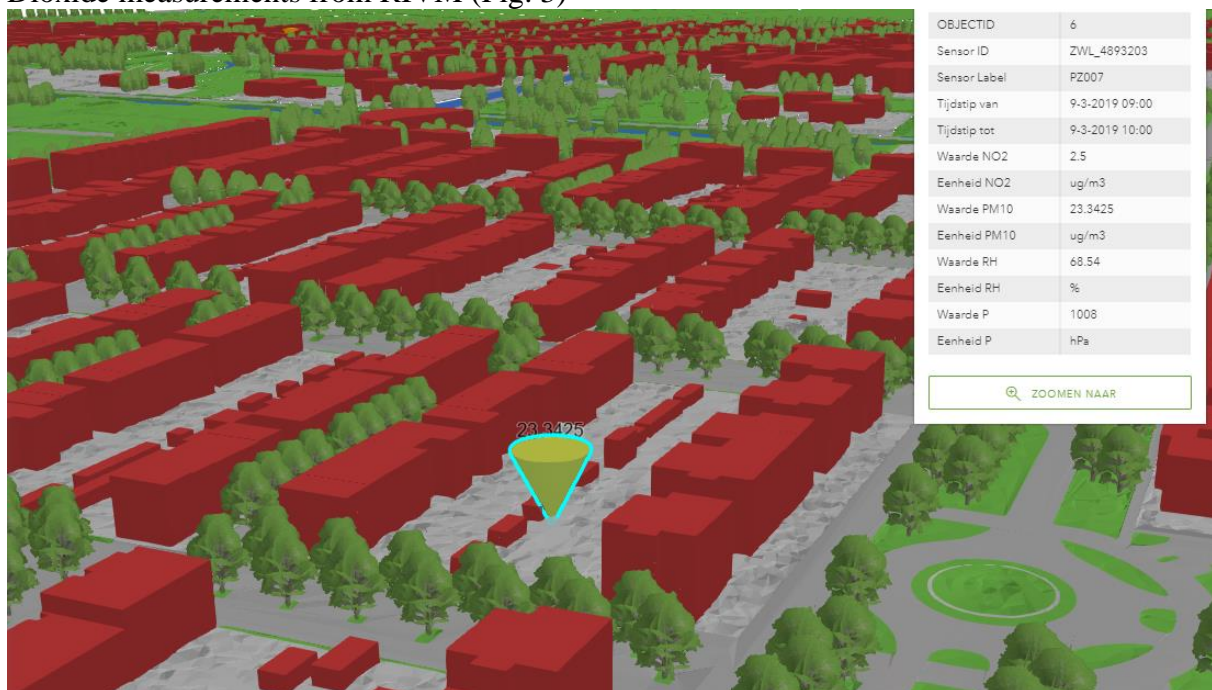 Dioxide measurements from RIVM (Fig. 3)
OBJECTID 6
Sensor ID ZWL_4893203
Sensor Label PZ007
Tijdstip van 9-3-2019 09:00
Tijdstip tot 9-3-2019 10:00
Waarde NO2 2.5
Eenheid NO2 ug/m3
Waarde PM10 23.3425
Eenheid PM10 ug/m3
Waarde RH 68.54
Eenheid RH %
Waarde P 1008
Eenheid P hPa
ZOOMEN NAAR
23.3425